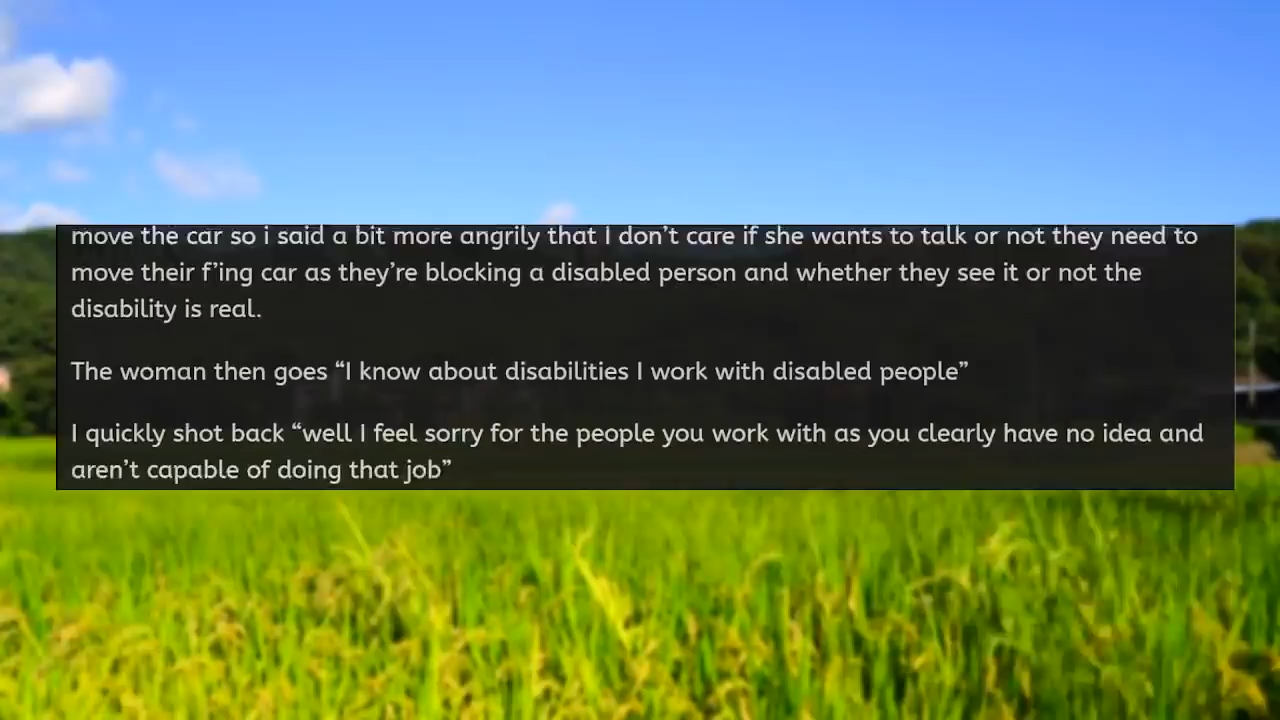 move the car so i said a bit more angrily that I don’t care if she wants to talk or not they need to
move their f’ing car as they’re blocking a disabled person and whether they see it or not the
disability is real.
The woman then goes “I know about disabilities I work with disabled people”
I quickly shot back “well I feel sorry for the people you work with as you clearly have no idea and
aren’t capable of doing that job”